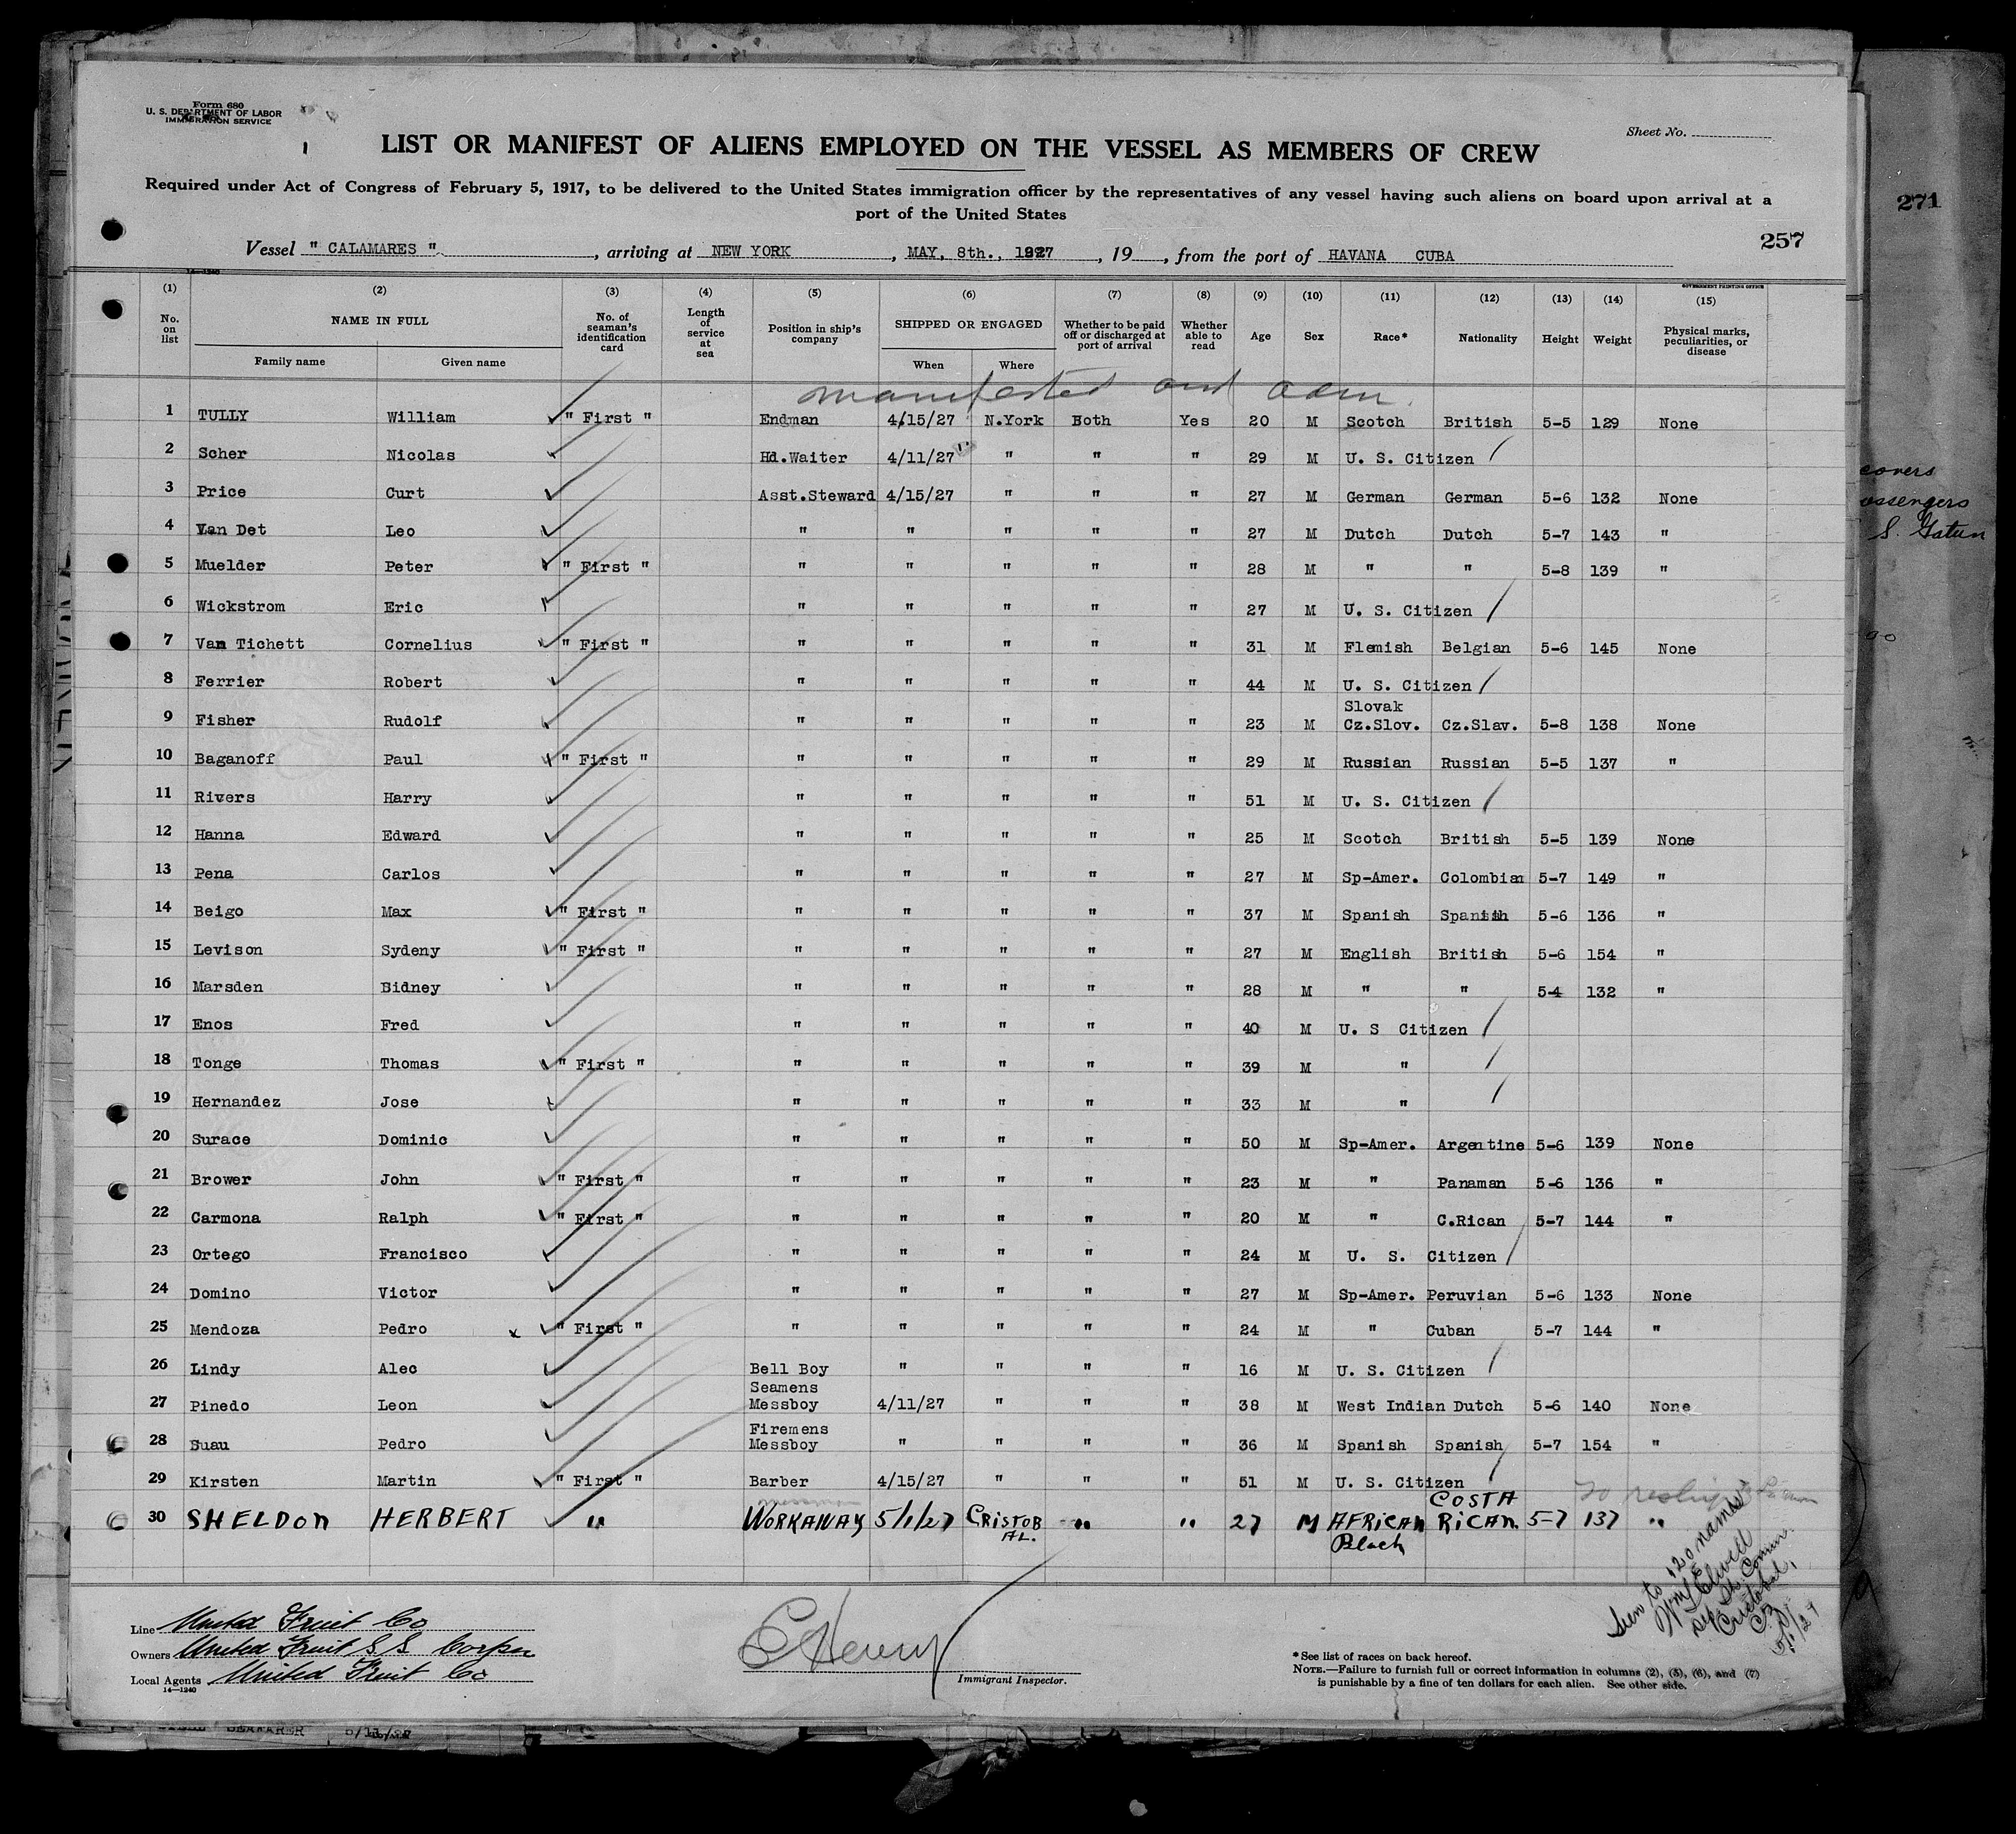 Form 680
U. S. DEPARTMENT OF LABOR
IMMIGRATION SERVICE
Sheet No.
LIST OR MANIFEST OF ALIENS EMPLOYED ON THE VESSEL AS MEMBERS OF CREW
Required under Act of Congress of February 5, 1917, to be delivered to the United States immigration officer by the representatives of any vessel having such aliens on board upon arrival at a
port of the United States
271
257
Vessel " CALAMARES ", arriving at NEW YORK, MAY, 8th., 1927, 19, from the port of HAVANA CUBA
14-1240
GOVERNMENT PRINTING OFFICE
(1) (2) (3) (4) (5) (6) (7) (8) (9) (10) (11) (12) (13) (14) (15)
No. on list NAME IN FULL No. of seaman's identification card Length of service at sea Position in ship's company SHIPPED OR ENGAGED Whether to be paid off or discharged at port of arrival Whether able to read Age Sex Race* Nationality Height Weight Physical marks, peculiarities, or disease
Family name Given name When Where
manifested and adm.
1 TULLY William " First " Endman 4/15/27 N.York Both Yes 20 M Scotch British 5-5 129 None
2 Scher Nicolas Hd.Waiter 4/11/27 " " " 29 M U. S. Citizen
3 Price Curt Asst.Steward 4/15/27 " " " 27 M German German 5-6 132 None
4 Van Det Leo " " " " " 27 M Dutch Dutch 5-7 143 "
5 Muelder Peter " First " " " " " " 28 M " " 5-8 139 "
6 Wickstrom Eric " " " " " 27 M U. S. Citizen
7 Van Tichett Cornelius " First " " " " " " 31 M Flemish Belgian 5-6 145 None
8 Ferrier Robert " " " " " 44 M U. S. Citizen
Slovak
9 Fisher Rudolf " " " " " 23 M Cz.Slov. Cz.Slav. 5-8 138 None
10 Baganoff Paul " First " " " " " " 29 M Russian Russian 5-5 137 "
11 Rivers Harry " " " " " 51 M U. S. Citizen
12 Hanna Edward " " " " " 25 M Scotch British 5-5 139 None
13 Pena Carlos " " " " " 27 M Sp-Amer. Colombian 5-7 149 "
14 Beigo Max " First " " " " " " 37 M Spanish Spanish 5-6 136 "
15 Levison Sydeny " First " " " " " " 27 M English British 5-6 154 "
16 Marsden Sidney " " " " " 28 M " " 5-4 132 "
17 Enos Fred " " " " " 40 M U. S Citizen
18 Tonge Thomas " First " " " " " " 39 M "
19 Hernandez Jose " " " " " 33 M "
20 Surace Dominic " " " " " 50 M Sp-Amer. Argentine 5-6 139 None
21 Brower John " First " " " " " " 23 M " Panaman 5-6 136 "
22 Carmona Ralph " First " " " " " " 20 M " C.Rican 5-7 144 "
23 Ortego Francisco " " " " " 24 M U. S. Citizen
24 Domino Victor " " " " " 27 M Sp-Amer. Peruvian 5-6 133 None
25 Mendoza Pedro x " First " " " " " " 24 M " Cuban 5-7 144 "
26 Lindy Alec Bell Boy " " " " 16 M U. S. Citizen
Seamens
27 Pinedo Leon Messboy 4/11/27 " " " 38 M West Indian Dutch 5-6 140 None
Firemens
28 Suau Pedro Messboy " " " " 36 M Spanish Spanish 5-7 154 "
29 Kirsten Martin " First " Barber 4/15/27 " " " 51 M U. S. Citizen
COSTA
30 SHELDON HERBERT " WORKAWAY 5/1/27 CRISTOB " " 27 M AFRICAN RICAN. 5-7 137 "
AL.
Black
Seen to 120 names
Cristobal,
C.Z.
5/1/27
Line United Fruit Co
Owners United Fruit S S Corpn
Local Agents United Fruit Co
14-1240
Immigrant Inspector.
* See list of races on back hereof.
NOTE.—Failure to furnish full or correct information in columns (2), (3), (6), and (7)
is punishable by a fine of ten dollars for each alien. See other side.
covers
S. Gatun
5/11/27